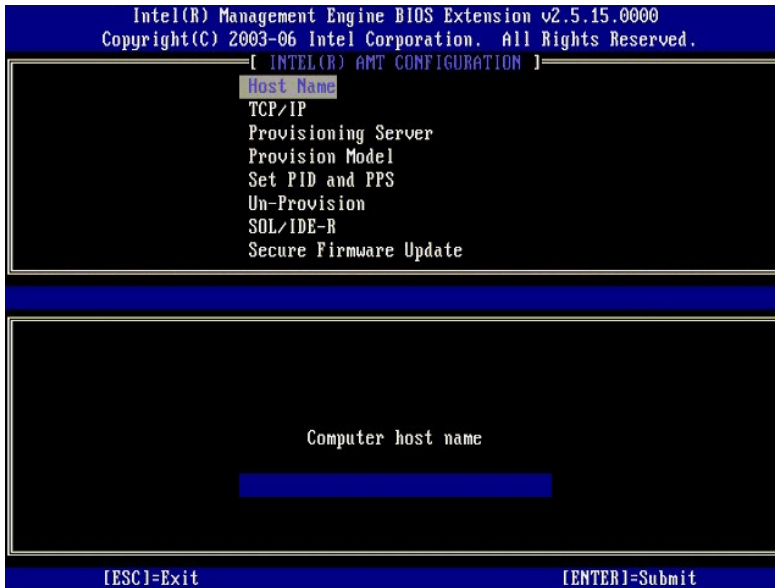 Intel(R) Management Engine BIOS Extension v2.5.15.0000
Copyright(C) 2003-06 Intel Corporation. All Rights Reserved.
[ INTEL(R) AMT CONFIGURATION ]
Host Name
TCP/IP
Provisioning Server
Provision Model
Set PID and PPS
Un-Provision
SOL/IDE-R
Secure Firmware Update
Computer host name
[ESC]=Exit [ENTER]=Submit